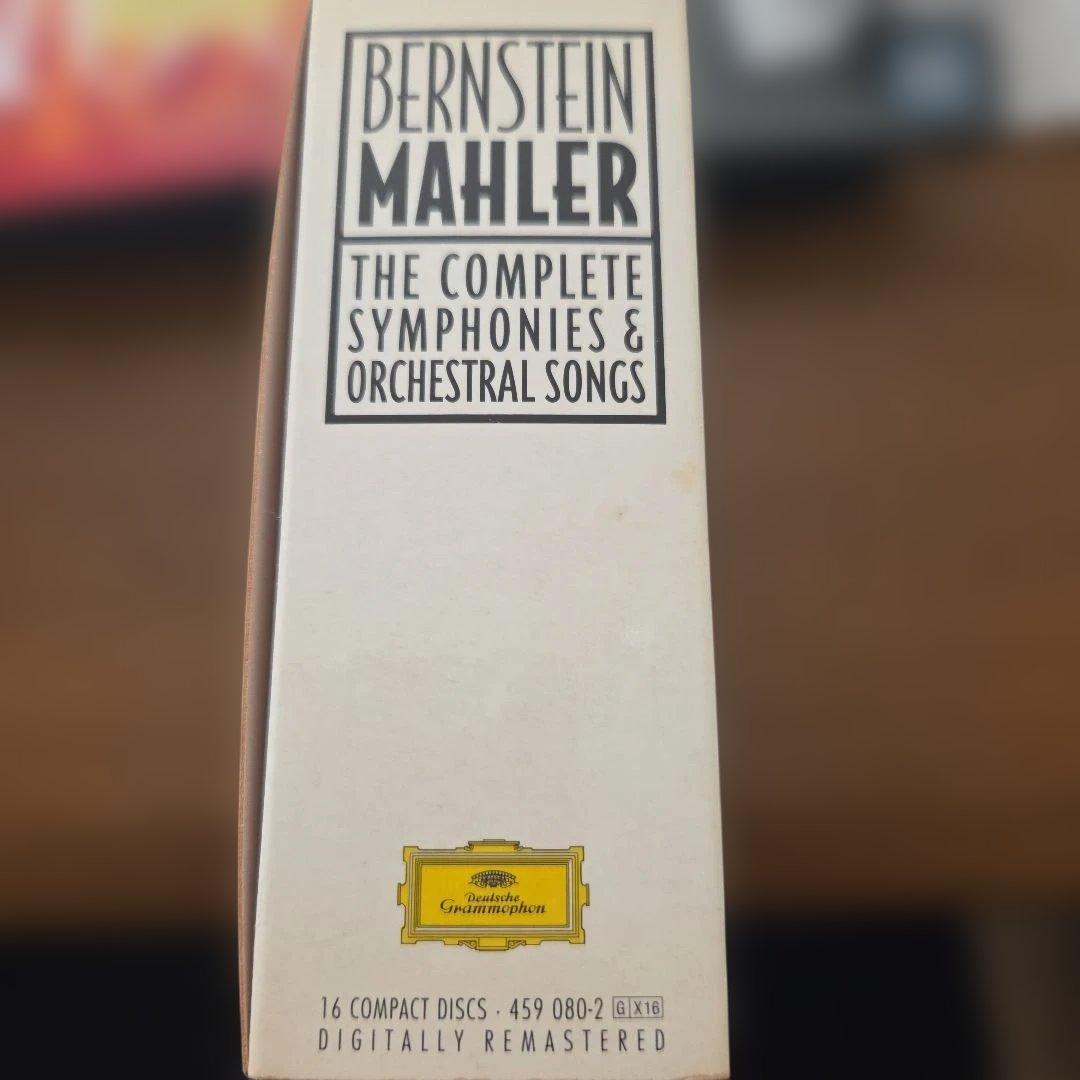 BERNSTEIN
MAHLER
THE COMPLETE
SYMPHONIES &
ORCHESTRAL SONGS
Deutsche
Grammophon
16 COMPACT DISCS · 459 080-2 G X16
DIGITALLY REMASTERED